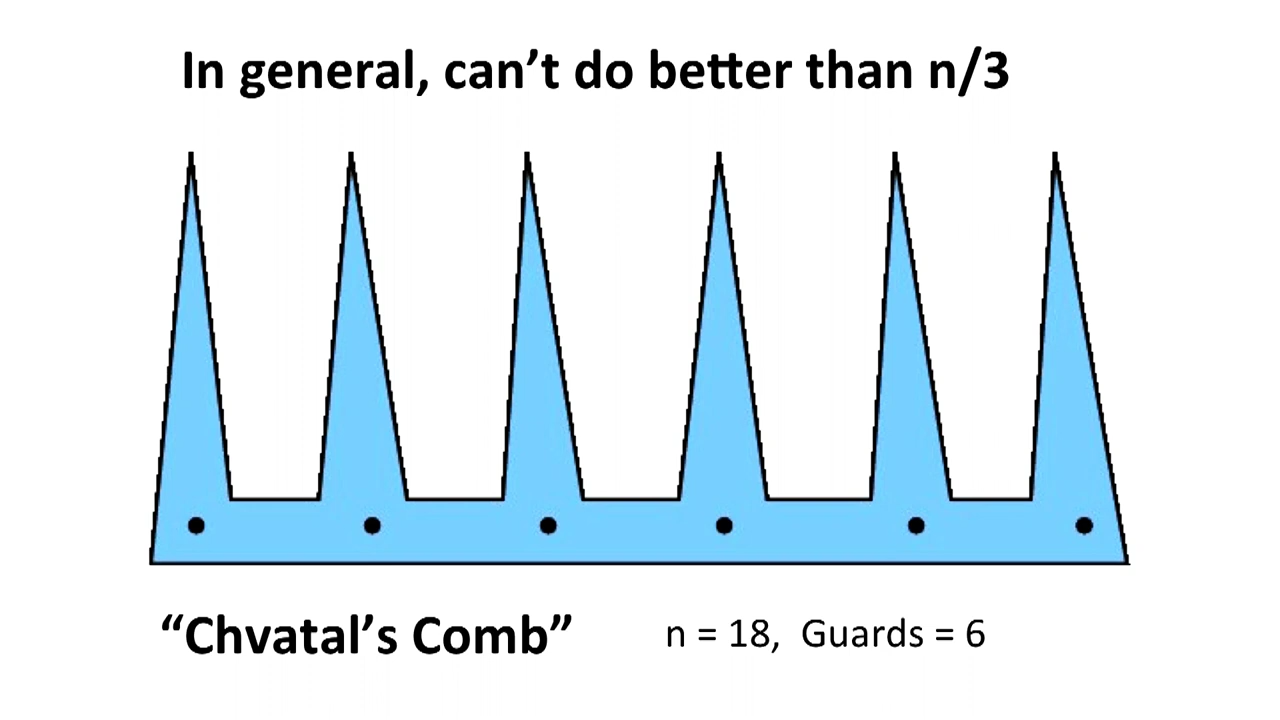 In general, can’t do better than n/3
“Chvatal’s Comb”
n = 18, Guards = 6